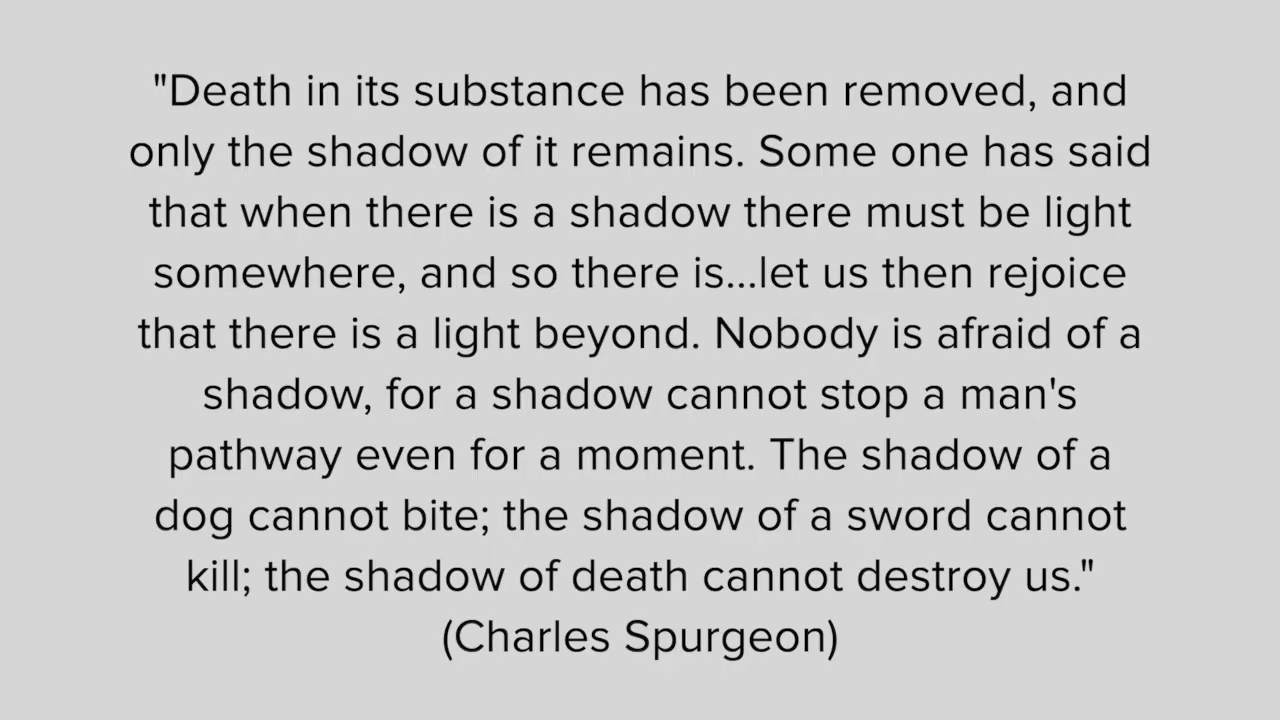 "Death in its substance has been removed, and
only the shadow of it remains. Some one has said
that when there is a shadow there must be light
somewhere, and so there is...let us then rejoice
that there is a light beyond. Nobody is afraid of a
shadow, for a shadow cannot stop a man's
pathway even for a moment. The shadow of a
dog cannot bite; the shadow of a sword cannot
kill; the shadow of death cannot destroy us."
(Charles Spurgeon)